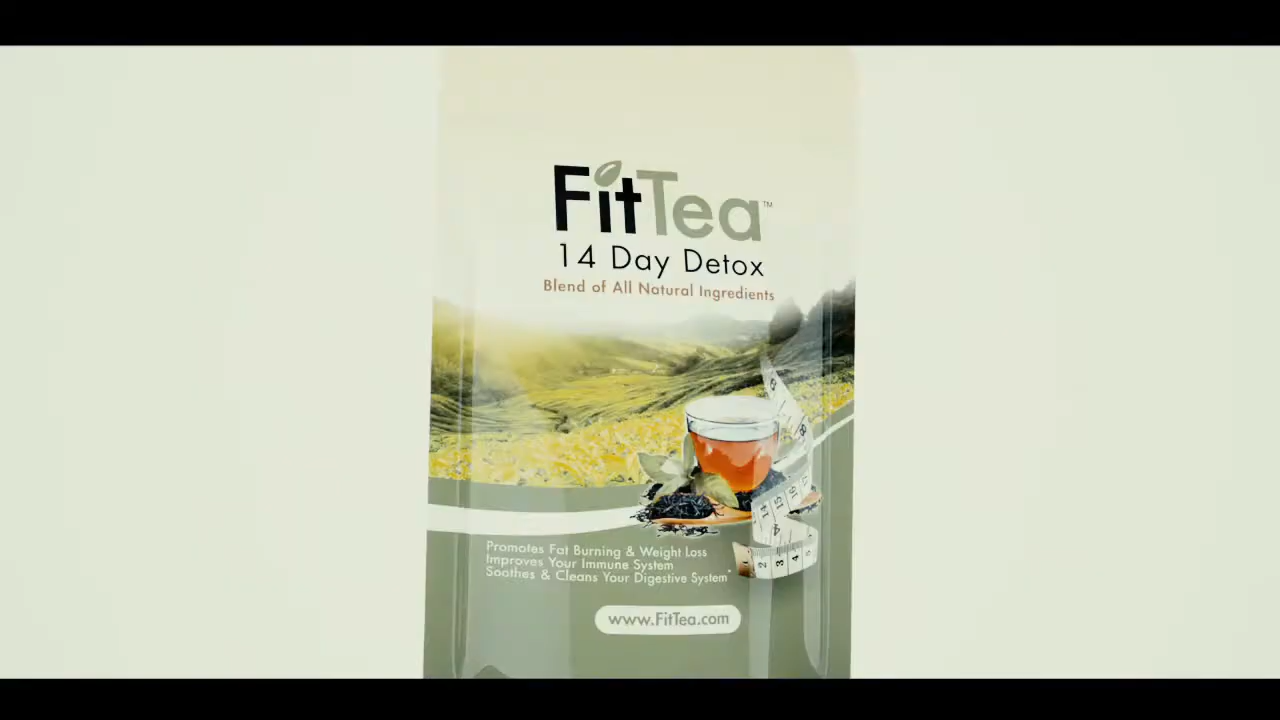 FitTea™
14 Day Detox
Blend of All Natural Ingredients
Promotes Fat Burning & Weight Loss
Improves Your Immune System
Soothes & Cleans Your Digestive System*
www.FitTea.com